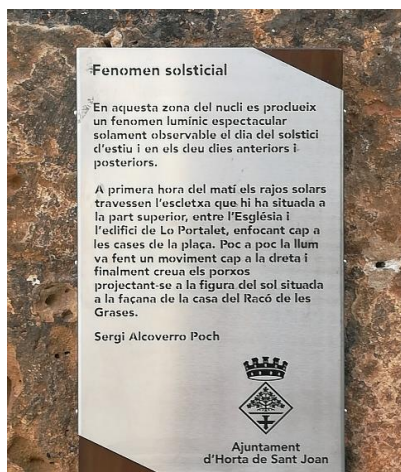 Fenomen solsticial
En aquesta zona del nucli es produeix
un fenomen lumínic espectacular
solament observable el dia del solstici
d'estiu i en els deu dies anteriors i
posteriors.
A primera hora del matí els rajos solars
travessen l'escletxa que hi ha situada a
la part superior, entre l'Església i
l'edifici de Lo Portalet, enfocant cap a
les cases de la plaça. Poc a poc la llum
va fent un moviment cap a la dreta i
finalment creua els porxos
projectant-se a la figura del sol situada
a la façana de la casa del Racó de les
Grases.
Sergi Alcoverro Poch
Ajuntament
d'Horta de Sant Joan